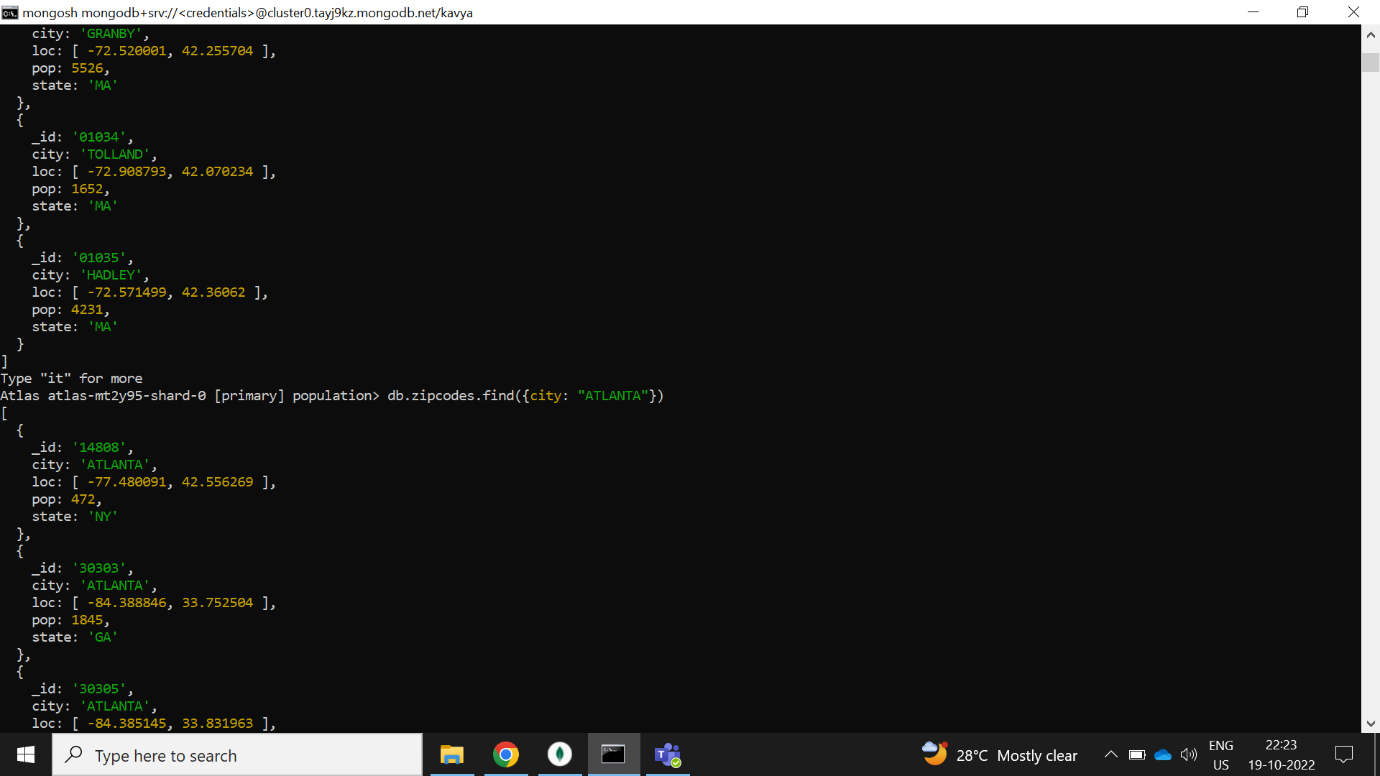 mongosh mongodb+srv://<credentials>@cluster0.tayj9kz.mongodb.net/kavya
city: 'GRANBY',
loc: [ -72.520001, 42.255704 ],
pop: 5526,
state: 'MA'
},
{
_id: '01034',
city: 'TOLLAND',
loc: [ -72.908793, 42.070234 ],
pop: 1652,
state: 'MA'
},
{
_id: '01035',
city: 'HADLEY',
loc: [ -72.571499, 42.36062 ],
pop: 4231,
state: 'MA'
}
]
Type "it" for more
Atlas atlas-mt2y95-shard-0 [primary] population> db.zipcodes.find({city: "ATLANTA"})
[
{
_id: '14808',
city: 'ATLANTA',
loc: [ -77.480091, 42.556269 ],
pop: 472,
state: 'NY'
},
{
_id: '30303',
city: 'ATLANTA',
loc: [ -84.388846, 33.752504 ],
pop: 1845,
state: 'GA'
},
{
_id: '30305',
city: 'ATLANTA',
loc: [ -84.385145, 33.831963 ],
Type here to search
28°C Mostly clear
ENG
US
22:23
19-10-2022